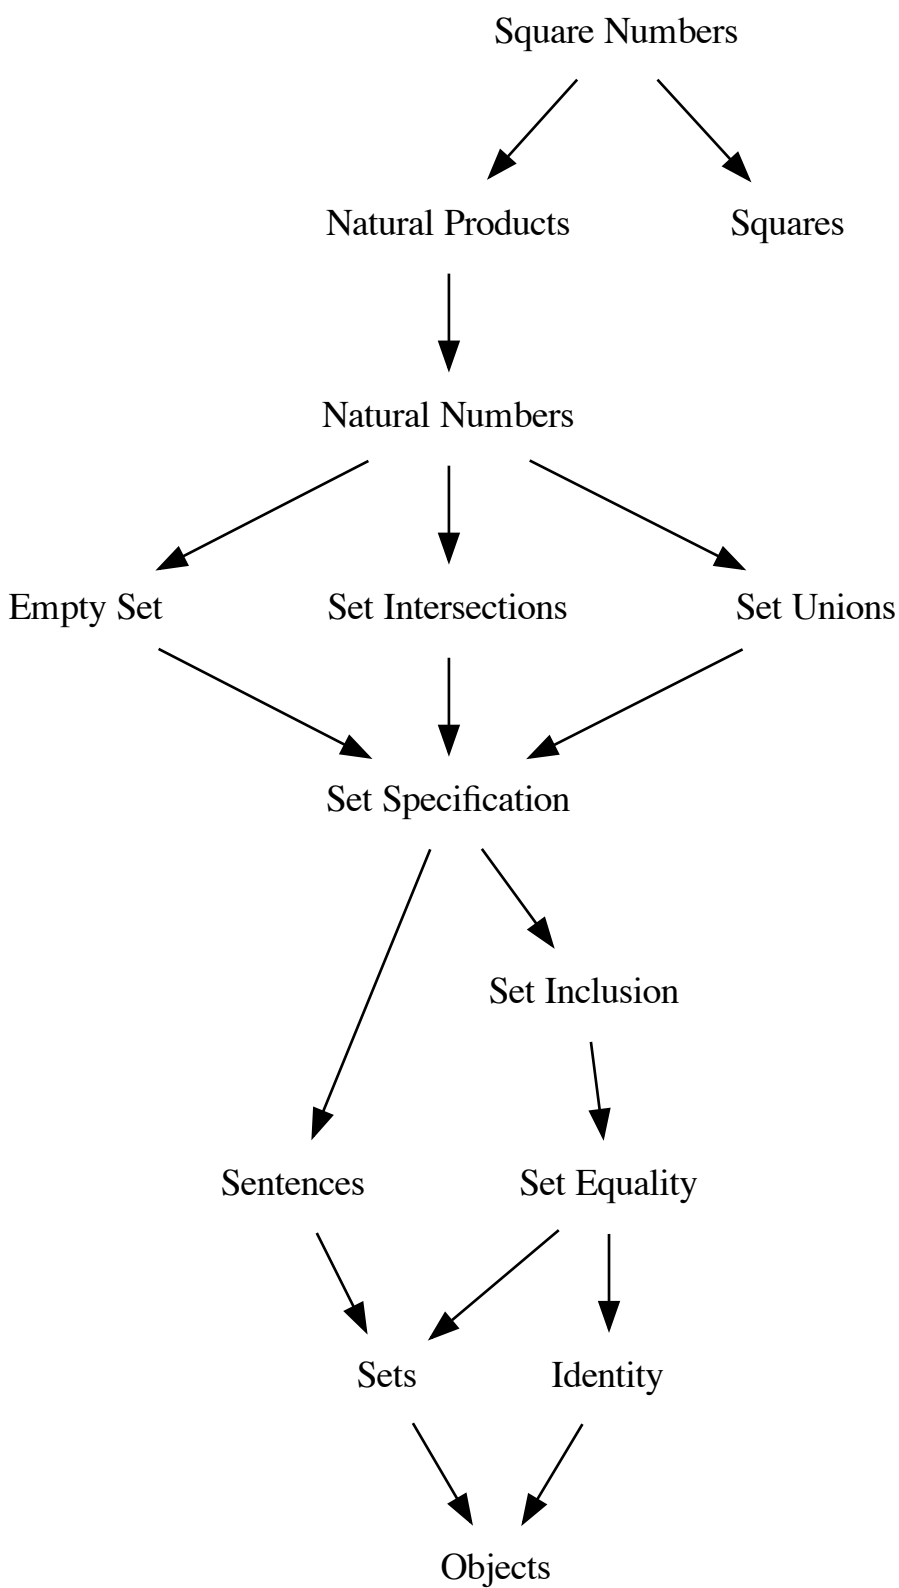 Square Numbers
Natural Products
Squares
Natural Numbers
Empty Set
Set Intersections
Set Unions
Set Specification
Set Inclusion
Sentences
Set Equality
Sets
Identity
Objects